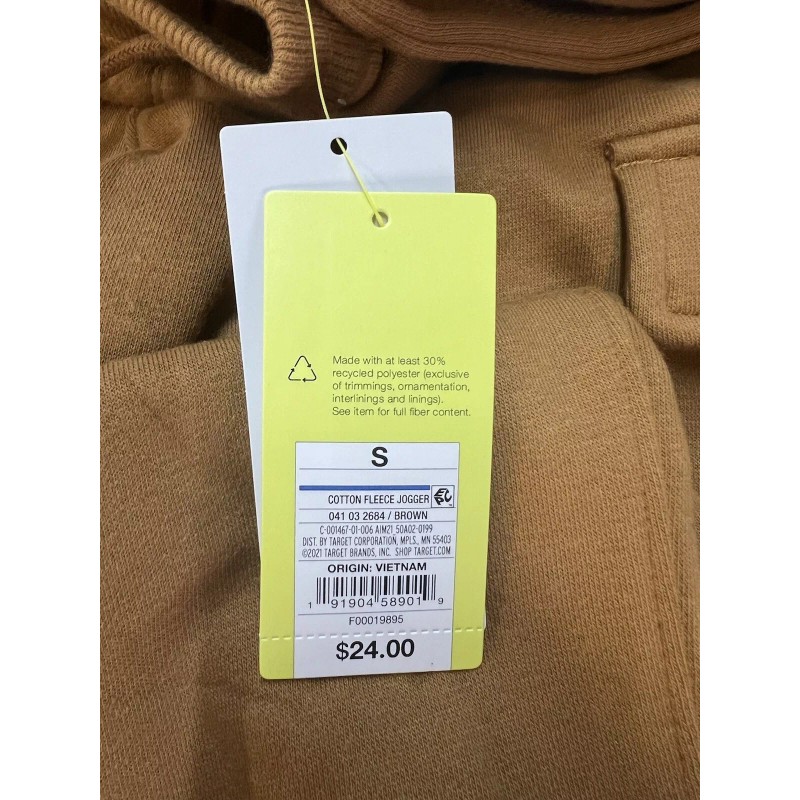 Made with at least 30%
recycled polyester (exclusive
of trimmings, ornamentation,
interlinings and linings).
See item for full fiber content.
S
COTTON FLEECE JOGGER
041 03 2684 / BROWN
C-001467-01-006 AIM21_50A02-0199
DIST. BY TARGET CORPORATION, MPLS., MN 55403
©2021 TARGET BRANDS, INC. SHOP TARGET.COM
ORIGIN: VIETNAM
1 91904 58901 9
F00019895
$24.00